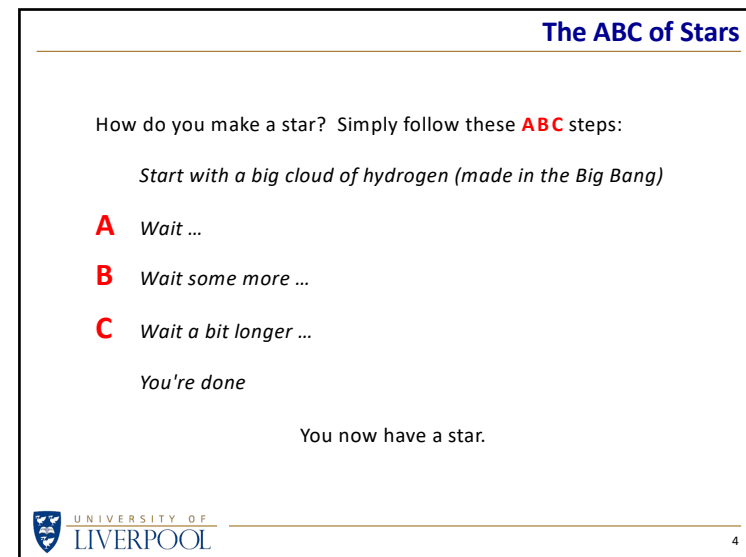 The ABC of Stars
How do you make a star? Simply follow these ABC steps:
Start with a big cloud of hydrogen (made in the Big Bang)
A Wait …
B Wait some more …
C Wait a bit longer …
You're done
You now have a star.
UNIVERSITY OF
LIVERPOOL
4